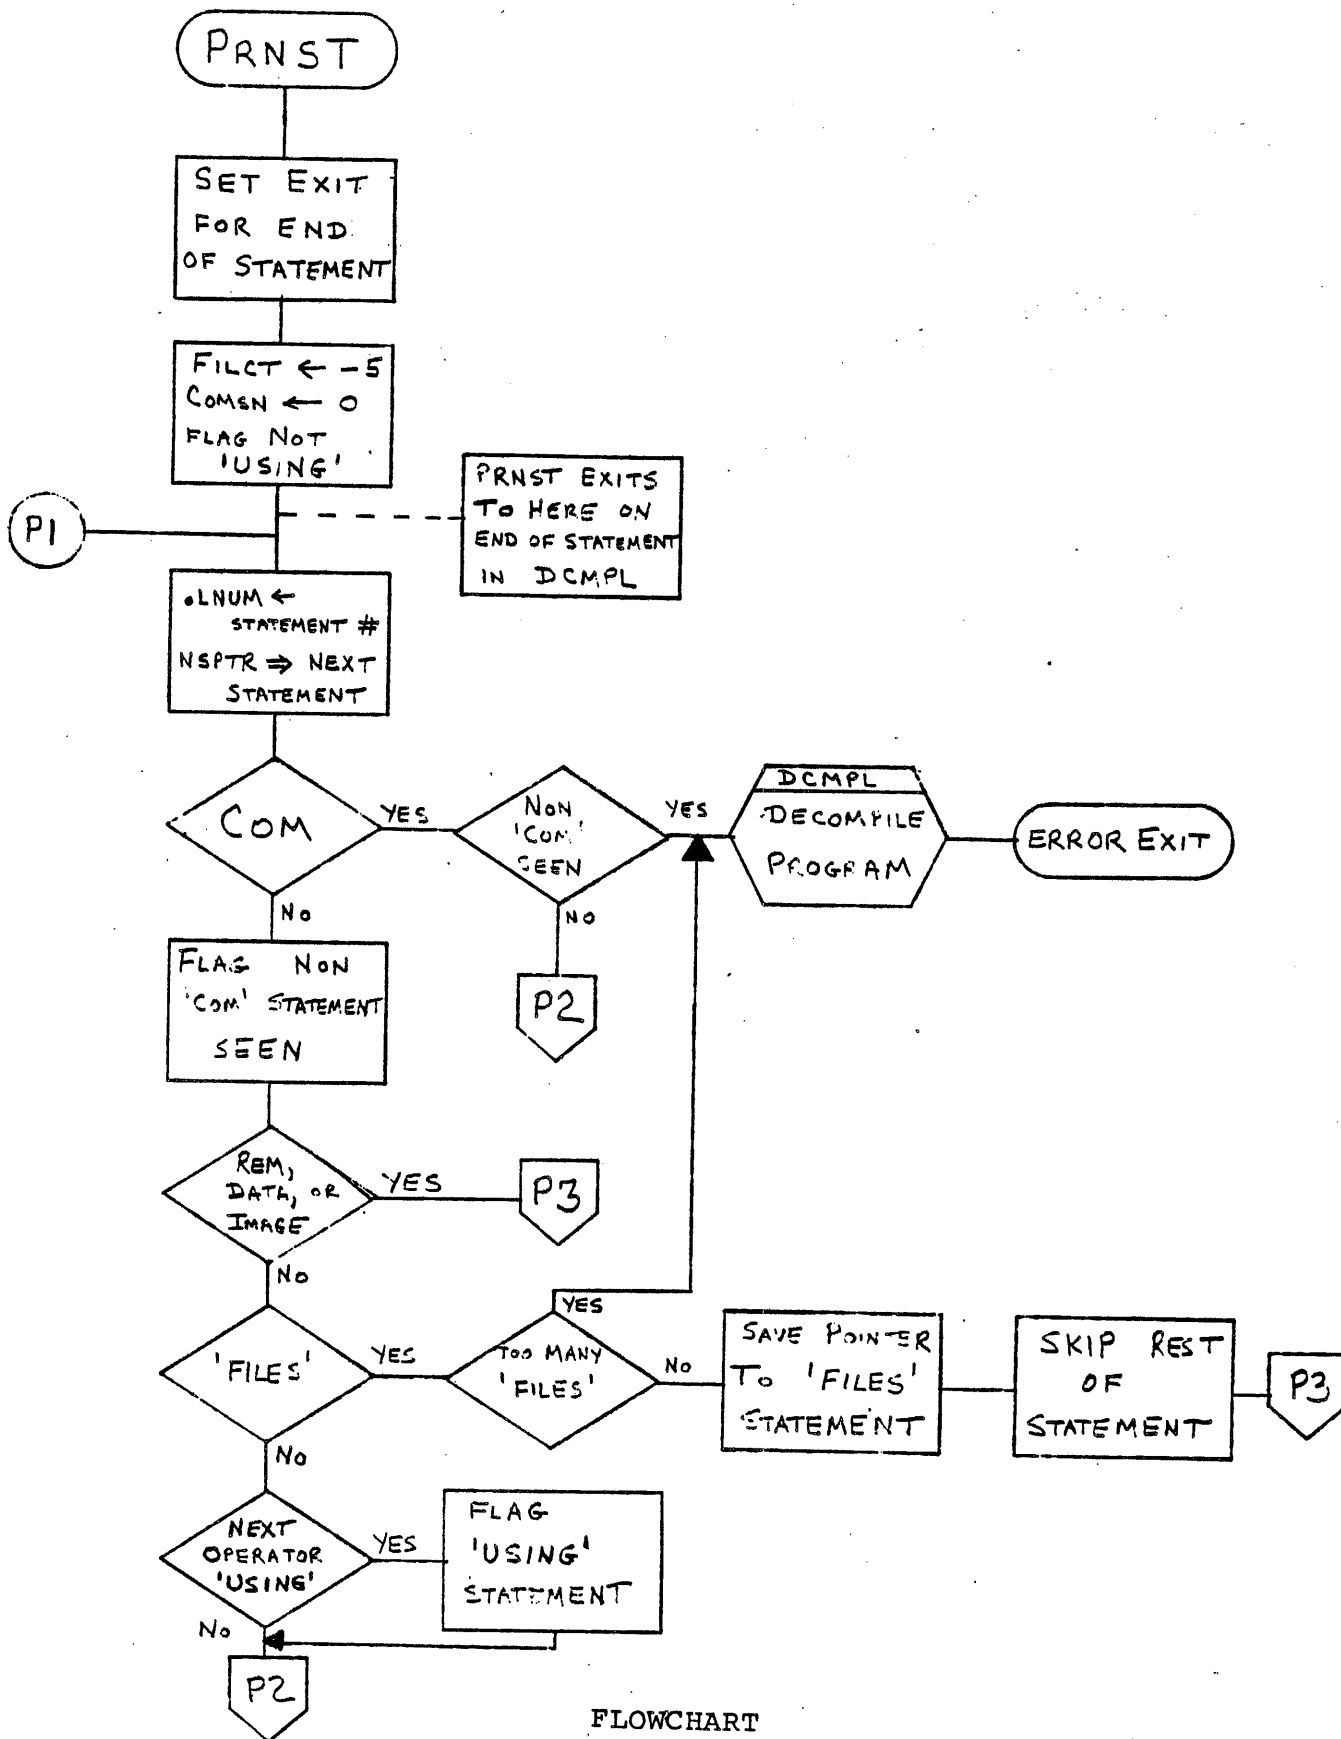 PRNST
SET EXIT
FOR END
OF STATEMENT
FILCT ← -5
COMSN ← 0
FLAG NOT
'USING'
P1
PRNST EXITS
TO HERE ON
END OF STATEMENT
IN DCMPL
.LNUM ←
STATEMENT #
NSPTR ⇒ NEXT
STATEMENT
COM
YES
NON
'COM'
SEEN
YES
DCMPL
DECOMPILE
PROGRAM
ERROR EXIT
NO
NO
FLAG NON
'COM' STATEMENT
SEEN
P2
REM,
DATA, OR
IMAGE
YES
P3
NO
YES
'FILES'
YES
TOO MANY
'FILES'
NO
SAVE POINTER
TO 'FILES'
STATEMENT
SKIP REST
OF
STATEMENT
P3
NO
NEXT
OPERATOR
'USING'
YES
FLAG
'USING'
STATEMENT
NO
P2
FLOWCHART